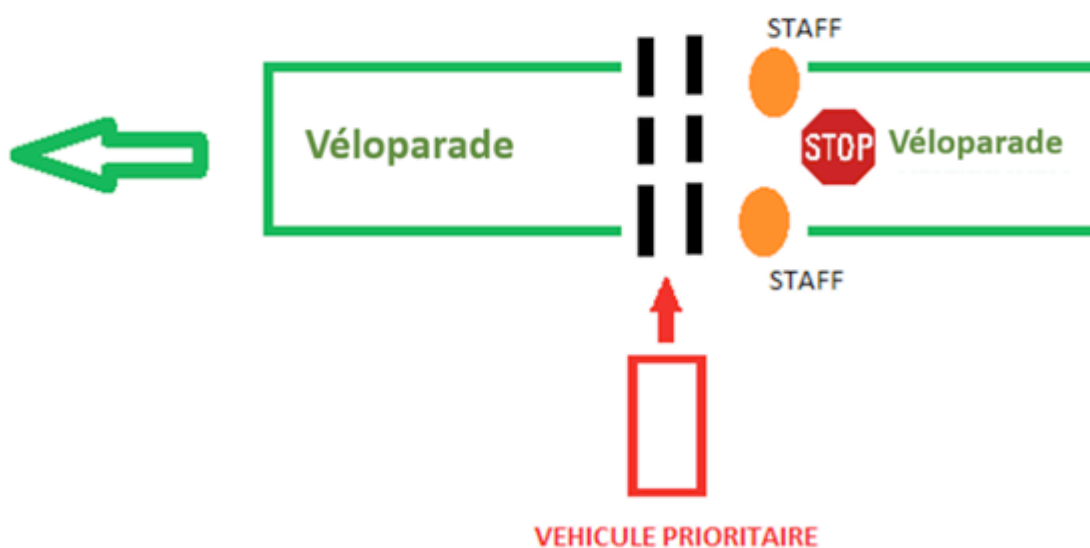 STAFF
Véloparade
STOP
Véloparade
STAFF
VEHICULE PRIORITAIRE